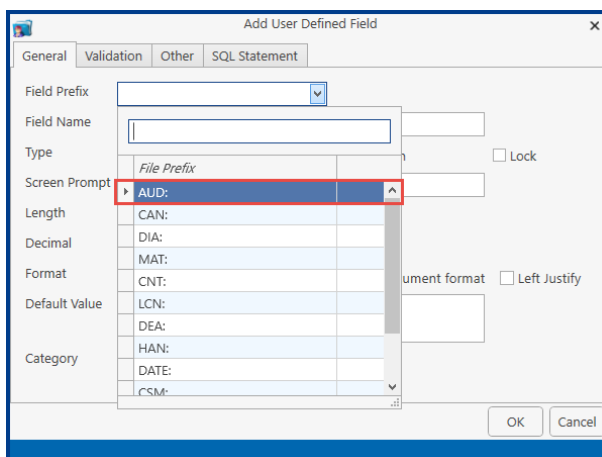 Add User Defined Field
General Validation Other SQL Statement
Field Prefix
Field Name
Type Lock
Screen Prompt
Length
Decimal
Format Left Justify
Default Value
Category
File Prefix
AUD:
CAN:
DIA:
MAT:
CNT:
LCN:
DEA:
HAN:
DATE:
CSM:
format
OK Cancel